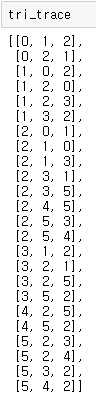 tri_trace
[[0, 1, 2],
[0, 2, 1],
[1, 0, 2],
[1, 2, 0],
[1, 2, 3],
[1, 3, 2],
[2, 0, 1],
[2, 1, 0],
[2, 1, 3],
[2, 3, 1],
[2, 3, 5],
[2, 4, 5],
[2, 5, 3],
[2, 5, 4],
[3, 1, 2],
[3, 2, 1],
[3, 2, 5],
[3, 5, 2],
[4, 2, 5],
[4, 5, 2],
[5, 2, 3],
[5, 2, 4],
[5, 3, 2],
[5, 4, 2]]